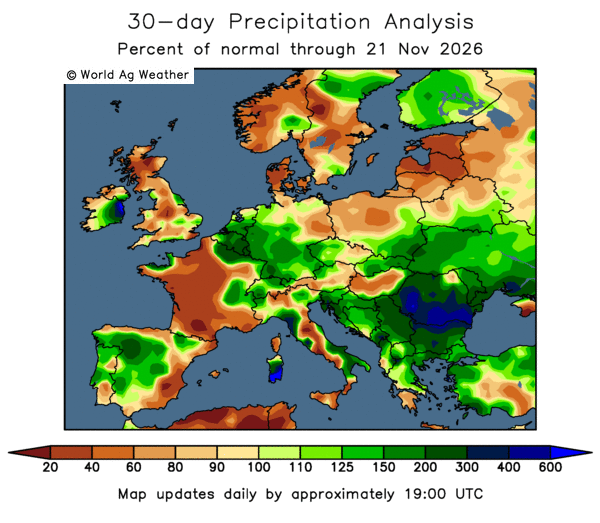 30-day Precipitation Analysis
Percent of normal through 21 Nov 2026
© World Ag Weather
20 40 60 80 90 100 110 125 150 200 300 400 600
Map updates daily by approximately 19:00 UTC